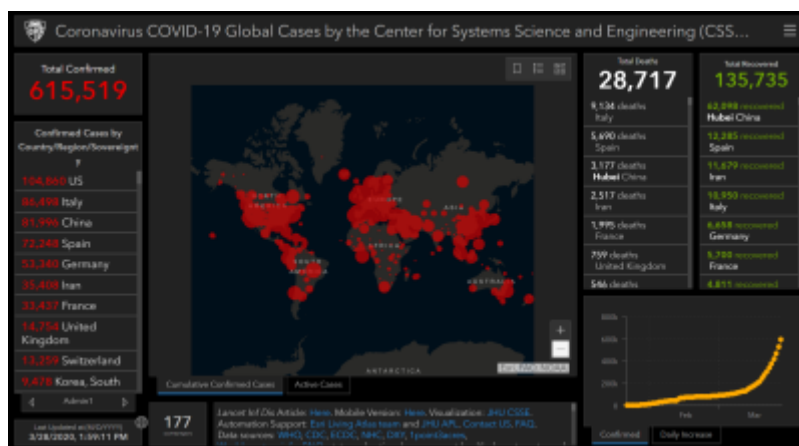 Coronavirus COVID-19 Global Cases by the Center for Systems Science and Engineering (CSS...
Total Confirmed
615,519
Confirmed Cases by
Country/Region/Sovereignt
y
104,860 US
86,498 Italy
81,996 China
72,248 Spain
53,340 Germany
35,408 Iran
33,437 France
14,754 United
Kingdom
13,259 Switzerland
9,478 Korea, South
Admin1
Last Updated at (M/D/YYYY)
3/28/2020, 1:59:11 PM
NORTH
AMERICA
SOUTH
AMERICA
EUROPE
AFRICA
ASIA
AUSTRALIA
ANTARCTICA
+
Esri, FAO, NOAA
Cumulative Confirmed Cases
Active Cases
177
Lancet Inf Dis Article: Here. Mobile Version: Here. Visualization: JHU CSSE.
Automation Support: Esri Living Atlas team and JHU APL. Contact US. FAQ.
Data sources: WHO, CDC, ECDC, NHC, DXY,
Total Deaths
28,717
9,134 deaths
Italy
5,690 deaths
Spain
3,177 deaths
Hubei China
2,517 deaths
Iran
1,995 deaths
France
759 deaths
United Kingdom
546 deaths
Total Recovered
135,735
62,098 recovered
Hubei China
12,285 recovered
Spain
11,679 recovered
Iran
10,950 recovered
Italy
6,658 recovered
Germany
5,700 recovered
France
4,811 recovered
800k
600k
400k
200k
0
Feb
Mar
Confirmed
Daily Increase